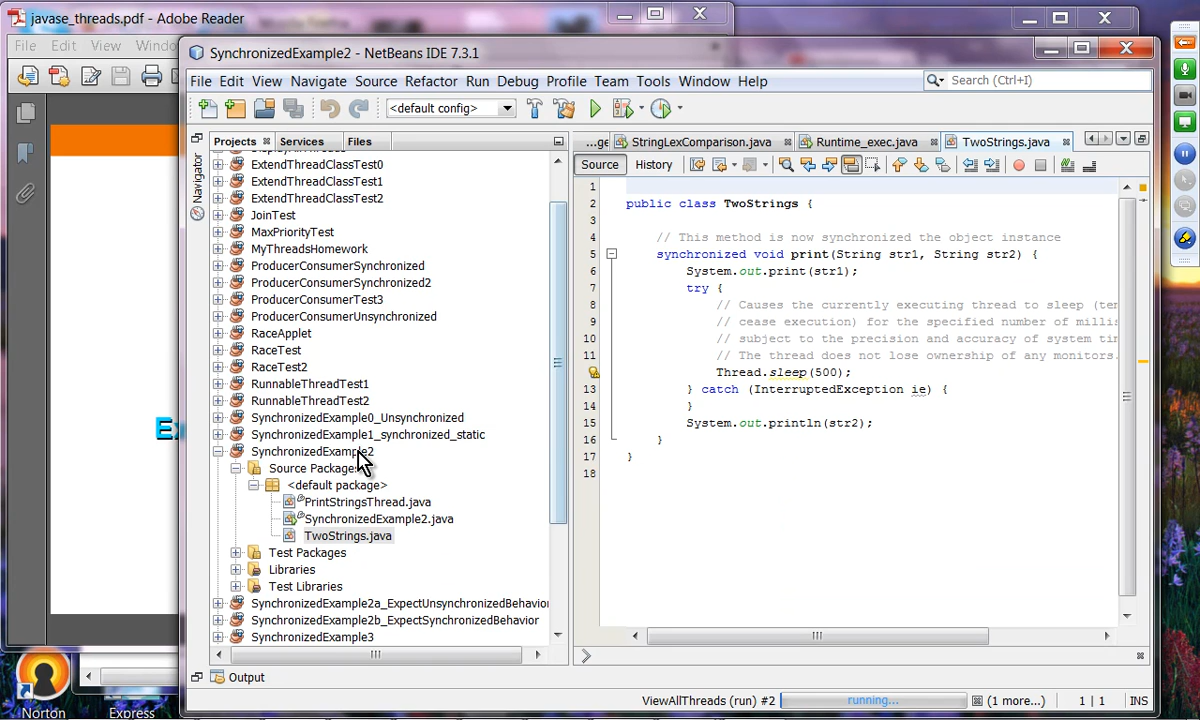 javase_threads.pdf - Adobe Reader
File Edit View Windo
SynchronizedExample2 - NetBeans IDE 7.3.1
File Edit View Navigate Source Refactor Run Debug Profile Team Tools Window Help
Search (Ctrl+I)
<default config>
Projects Services Files
Navigator
ExtendThreadClassTest0
ExtendThreadClassTest1
ExtendThreadClassTest2
JoinTest
MaxPriorityTest
MyThreadsHomework
ProducerConsumerSynchronized
ProducerConsumerSynchronized2
ProducerConsumerTest3
ProducerConsumerUnsynchronized
RaceApplet
RaceTest
RaceTest2
RunnableThreadTest1
RunnableThreadTest2
SynchronizedExample0_Unsynchronized
SynchronizedExample1_synchronized_static
SynchronizedExample2
Source Packages
<default package>
PrintStringsThread.java
SynchronizedExample2.java
TwoStrings.java
Test Packages
Libraries
Test Libraries
SynchronizedExample2a_ExpectUnsynchronizedBehavior
SynchronizedExample2b_ExpectSynchronizedBehavior
SynchronizedExample3
...ge StringLexComparison.java Runtime_exec.java TwoStrings.java
Source History
1
2 public class TwoStrings {
3
4 // This method is now synchronized the object instance
5 synchronized void print(String str1, String str2) {
6 System.out.print(str1);
7 try {
8 // Causes the currently executing thread to sleep (ten
9 // cease execution) for the specified number of millis
10 // subject to the precision and accuracy of system tim
11 // The thread does not lose ownership of any monitors.
Thread.sleep(500);
13 } catch (InterruptedException ie) {
14 }
15 System.out.println(str2);
16 }
17 }
18
Output
ViewAllThreads (run) #2 running... (1 more...) 1 | 1 INS
Ex
Norton
Express